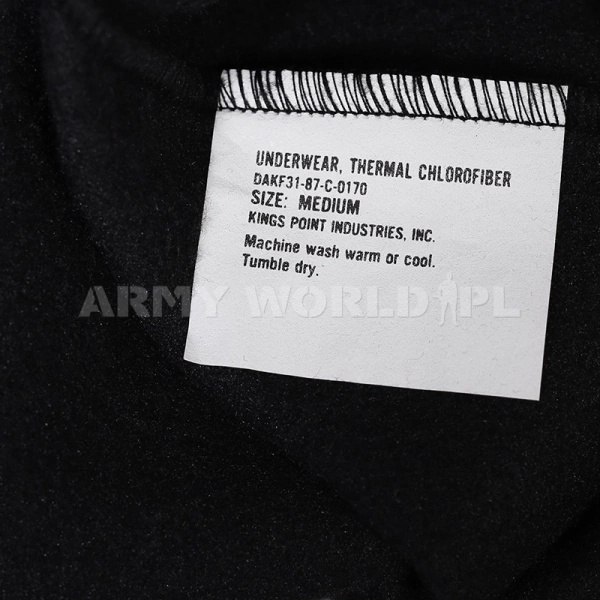 UNDERWEAR, THERMAL CHLOROFIBER
DAKF31-87-C-0170
SIZE: MEDIUM
KINGS POINT INDUSTRIES, INC.
Machine wash warm or cool.
Tumble dry.
ARMY WORLD PL